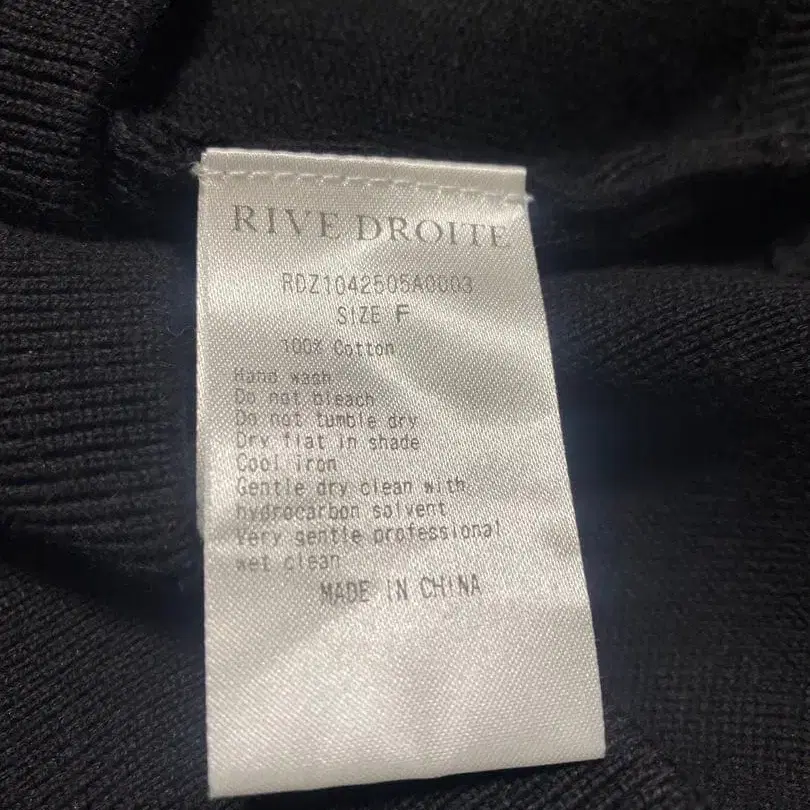 RIVE DROITE
RDZ1042505A0003
SIZE F
100% Cotton
Hand wash
Do not bleach
Do not tumble dry
Dry flat in shade
Cool iron
Gentle dry clean with
hydrocarbon solvent
Very gentle professional
wet clean
MADE IN CHINA